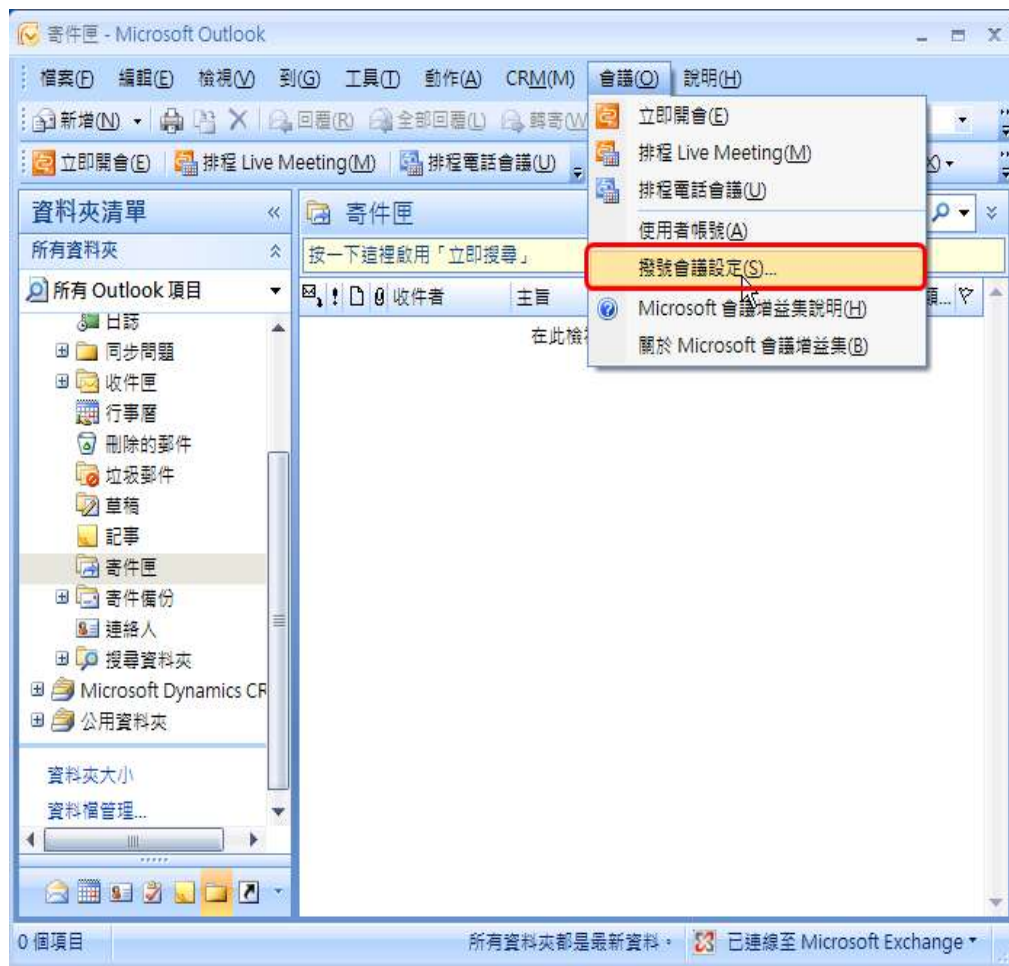 寄件匣 - Microsoft Outlook
檔案(F) 編輯(E) 檢視(V) 到(G) 工具(T) 動作(A) CRM(M) 會議(O) 說明(H)
新增(N) 回覆(R) 全部回覆(L) 轉寄(W
立即開會(E) 排程 Live Meeting(M) 排程電話會議(U)
立即開會(E)
排程 Live Meeting(M)
排程電話會議(U)
使用者帳號(A)
撥號會議設定(S)...
Microsoft 會議增益集說明(H)
關於 Microsoft 會議增益集(B)
資料夾清單
所有資料夾
所有 Outlook 項目
日誌
同步問題
收件匣
行事曆
刪除的郵件
垃圾郵件
草稿
記事
寄件匣
寄件備份
連絡人
搜尋資料夾
Microsoft Dynamics CR
公用資料夾
資料夾大小
資料檔管理...
寄件匣
按一下這裡啟用「立即搜尋」
收件者 主旨
在此檢
0 個項目 所有資料夾都是最新資料。 已連線至 Microsoft Exchange